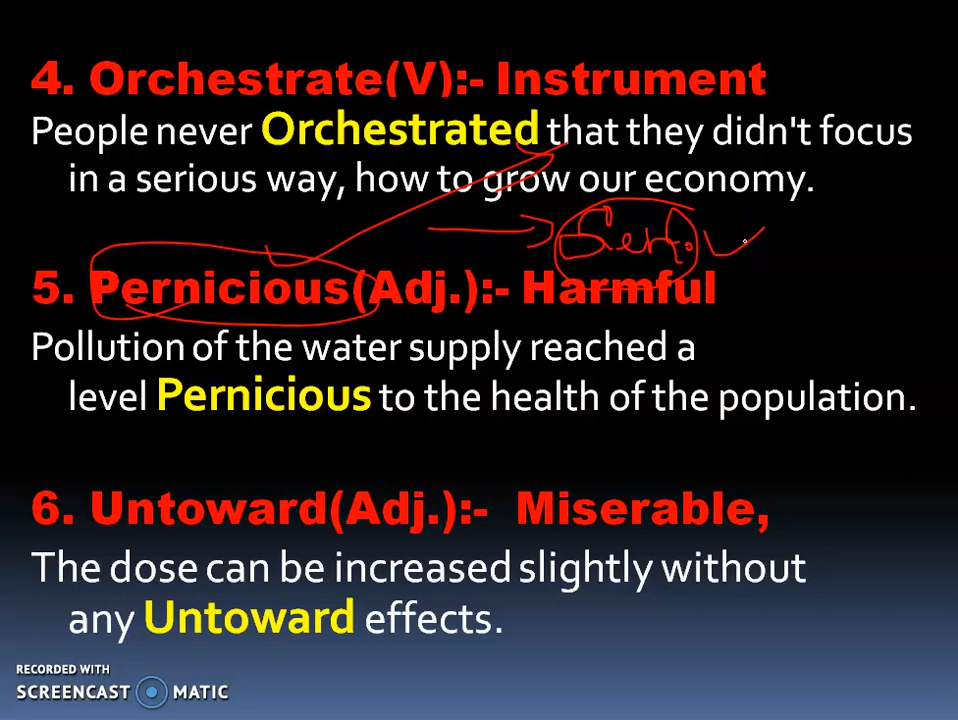 4. Orchestrate(V):- Instrument
People never Orchestrated that they didn't focus
in a serious way, how to grow our economy.
5. Pernicious(Adj.):- Harmful
Pollution of the water supply reached a
level Pernicious to the health of the population.
6. Untoward(Adj.):- Miserable,
The dose can be increased slightly without
any Untoward effects.
RECORDED WITH
SCREENCAST MATIC